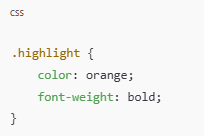 css
.highlight {
    color: orange;
    font-weight: bold;
}